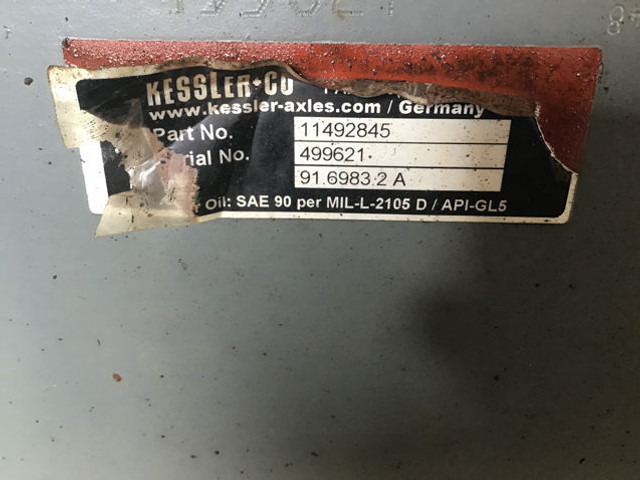 KESSLER+CO
www.kessler-axles.com / Germany
Part No. 11492845
Serial No. 499621
91.6983 2 A
Oil: SAE 90 per MIL-L-2105 D / API-GL5